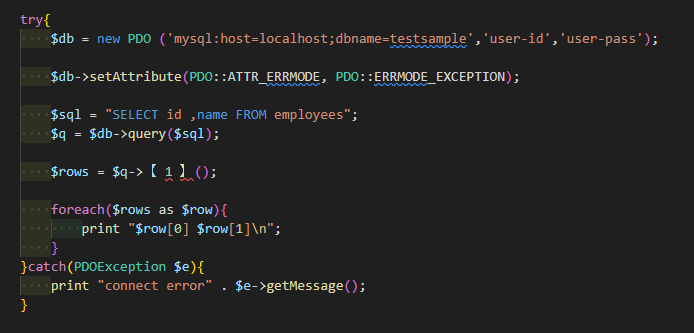 try{
$db = new PDO ('mysql:host=localhost;dbname=testsample','user-id','user-pass');
$db->setAttribute(PDO::ATTR_ERRMODE, PDO::ERRMODE_EXCEPTION);
$sql = "SELECT id ,name FROM employees";
$q = $db->query($sql);
$rows = $q->【 1 】();
foreach($rows as $row){
print "$row[0] $row[1]\n";
}
}catch(PDOException $e){
print "connect error" . $e->getMessage();
}